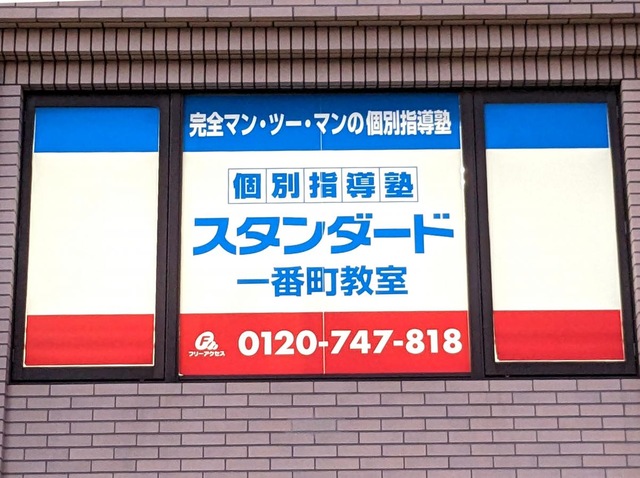 完全マン・ツー・マンの個別指導塾
個別指導塾
スタンダード
一番町教室
フリーアクセス 0120-747-818